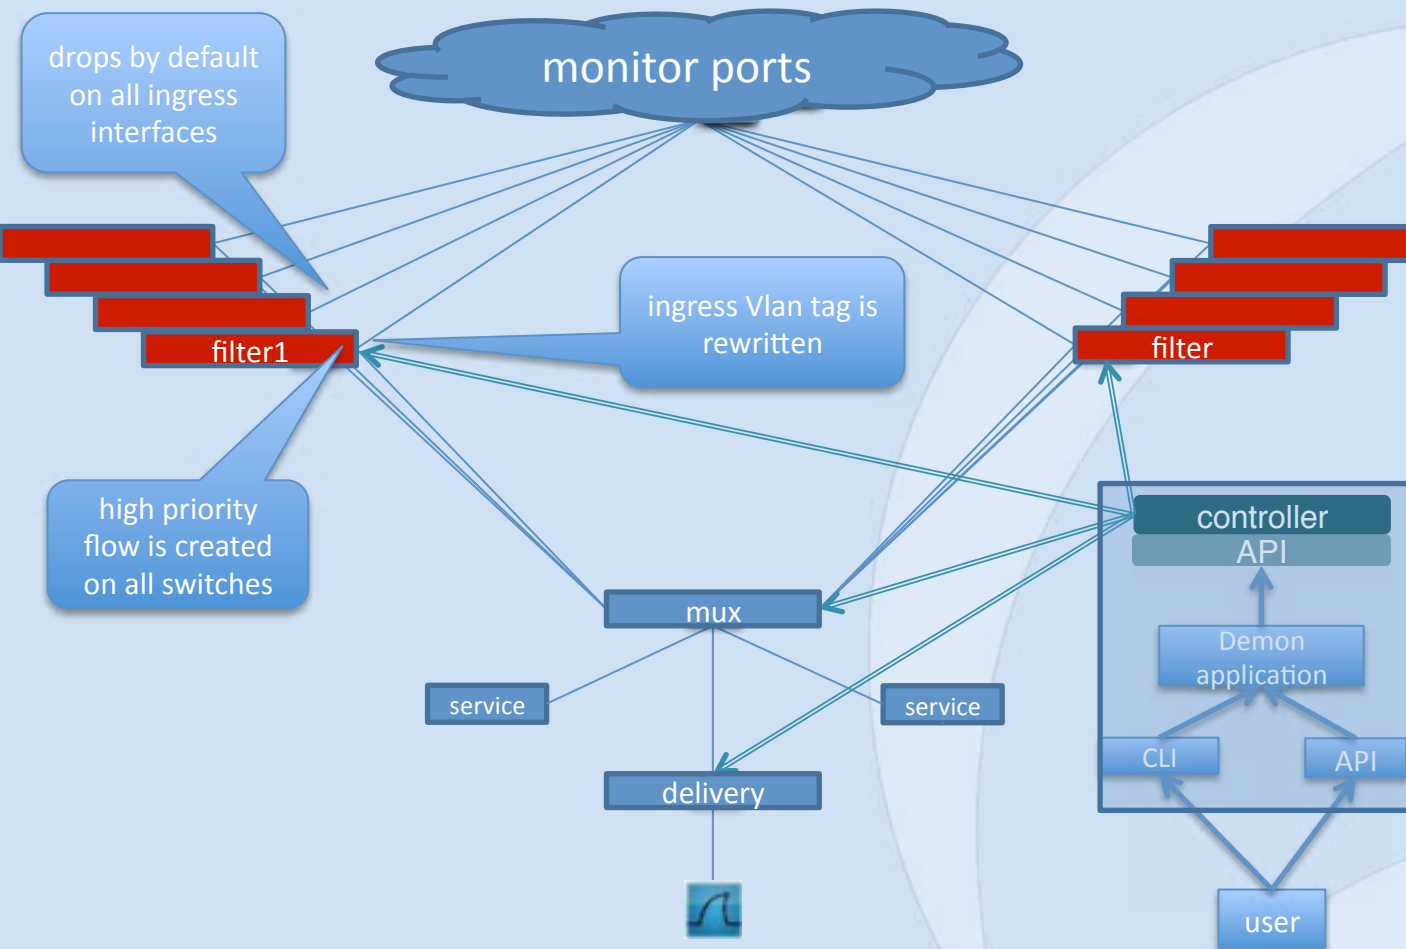 monitor ports
drops by default
on all ingress
interfaces
ingress Vlan tag is
rewritten
filter1
filter
high priority
flow is created
on all switches
controller
API
mux
Demon
application
service
service
CLI
API
delivery
user